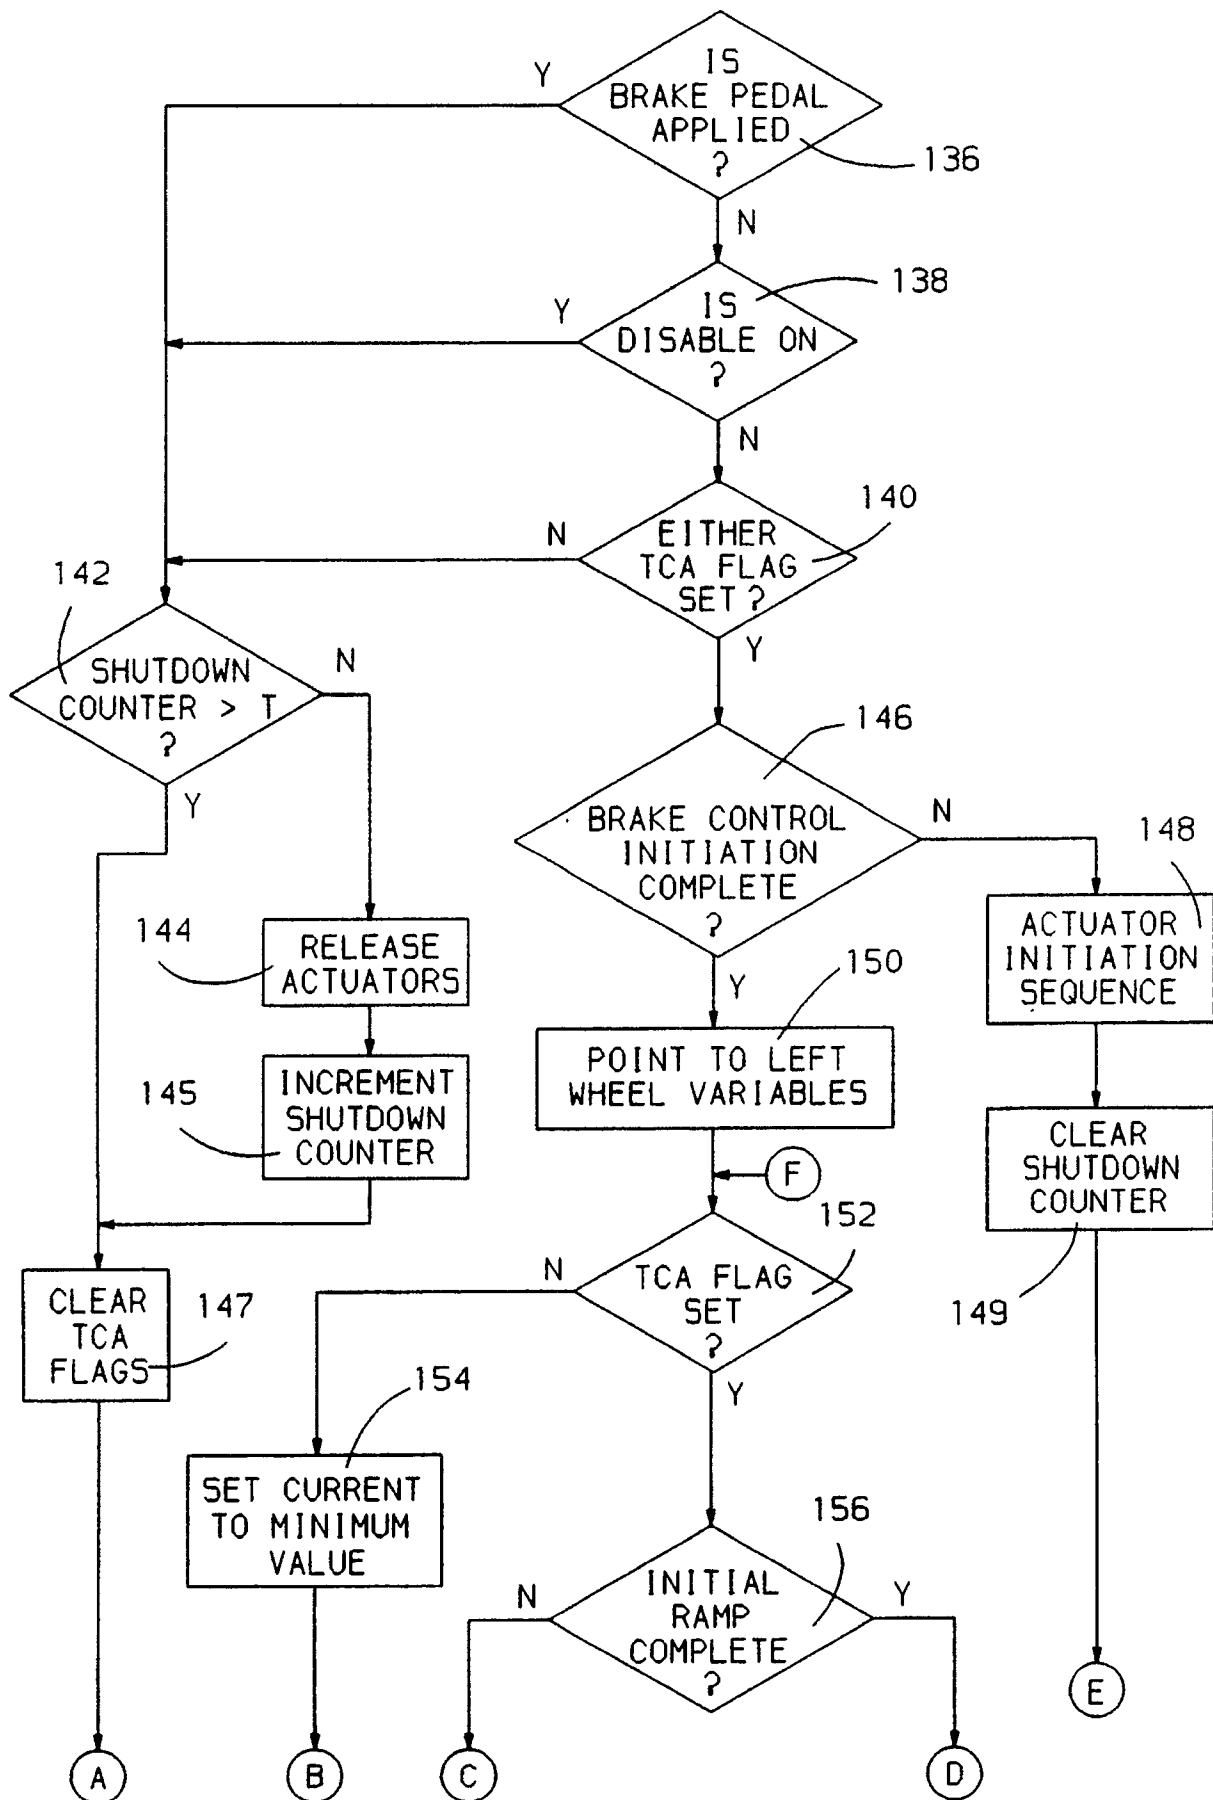 IS
BRAKE PEDAL
APPLIED
?
136
Y
N
IS
DISABLE ON
?
138
Y
N
EITHER
TCA FLAG
SET?
140
N
Y
142
SHUTDOWN
COUNTER > T
?
N
Y
146
BRAKE CONTROL
INITIATION
COMPLETE
?
N
Y
148
ACTUATOR
INITIATION
SEQUENCE
144
RELEASE
ACTUATORS
150
POINT TO LEFT
WHEEL VARIABLES
145
INCREMENT
SHUTDOWN
COUNTER
CLEAR
SHUTDOWN
COUNTER
149
F
152
TCA FLAG
SET
?
N
Y
CLEAR
TCA
FLAGS
147
154
SET CURRENT
TO MINIMUM
VALUE
156
INITIAL
RAMP
COMPLETE
?
N
Y
E
A
B
C
D